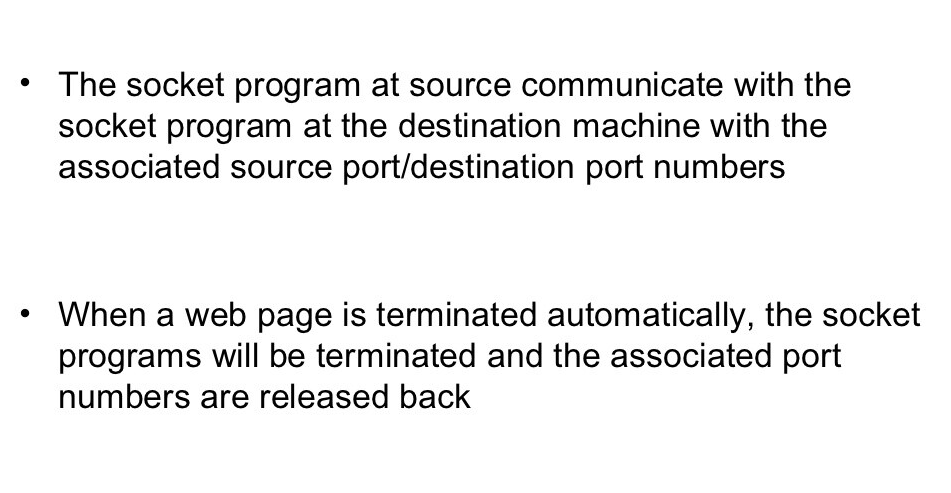 • The socket program at source communicate with the
socket program at the destination machine with the
associated source port/destination port numbers
• When a web page is terminated automatically, the socket
programs will be terminated and the associated port
numbers are released back